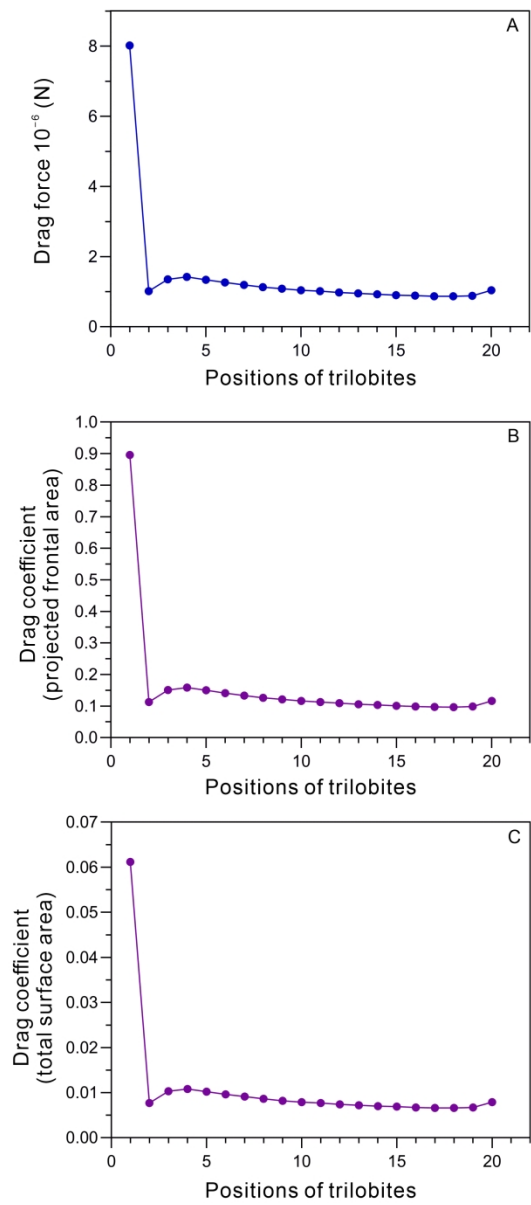 A
Drag force 10⁻⁶ (N)
8
6
4
2
0
0 5 10 15 20
Positions of trilobites
B
Drag coefficient
(projected frontal area)
1.0
0.9
0.8
0.7
0.6
0.5
0.4
0.3
0.2
0.1
0.0
0 5 10 15 20
Positions of trilobites
C
Drag coefficient
(total surface area)
0.07
0.06
0.05
0.04
0.03
0.02
0.01
0.00
0 5 10 15 20
Positions of trilobites